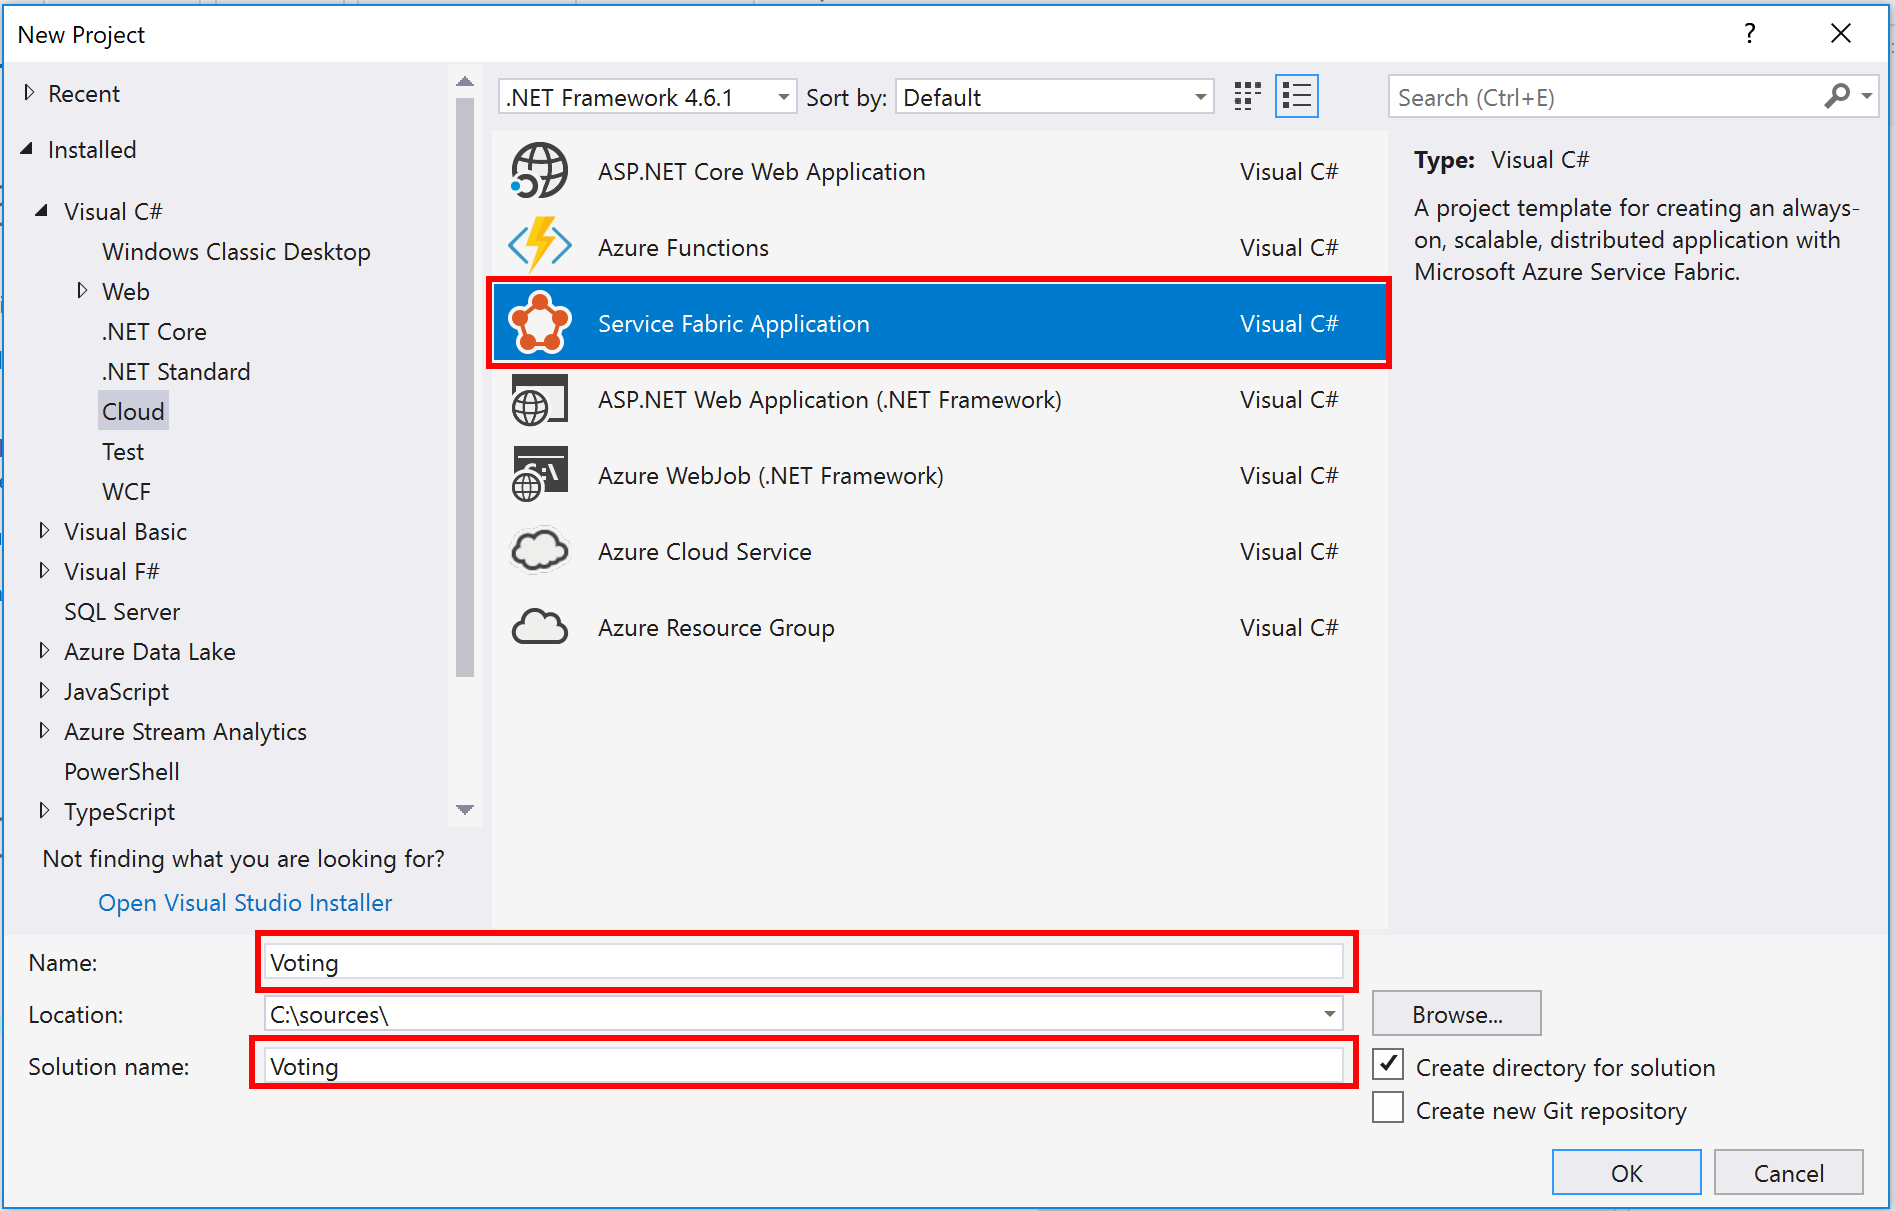 New Project
?
Recent
Installed
Visual C#
Windows Classic Desktop
Web
.NET Core
.NET Standard
Cloud
Test
WCF
Visual Basic
Visual F#
SQL Server
Azure Data Lake
JavaScript
Azure Stream Analytics
PowerShell
TypeScript
Not finding what you are looking for?
Open Visual Studio Installer
.NET Framework 4.6.1
Sort by:
Default
ASP.NET Core Web Application Visual C#
Azure Functions Visual C#
Service Fabric Application Visual C#
ASP.NET Web Application (.NET Framework) Visual C#
Azure WebJob (.NET Framework) Visual C#
Azure Cloud Service Visual C#
Azure Resource Group Visual C#
Search (Ctrl+E)
Type: Visual C#
A project template for creating an always-
on, scalable, distributed application with
Microsoft Azure Service Fabric.
Name: Voting
Location: C:\sources\
Browse...
Solution name: Voting
Create directory for solution
Create new Git repository
OK
Cancel